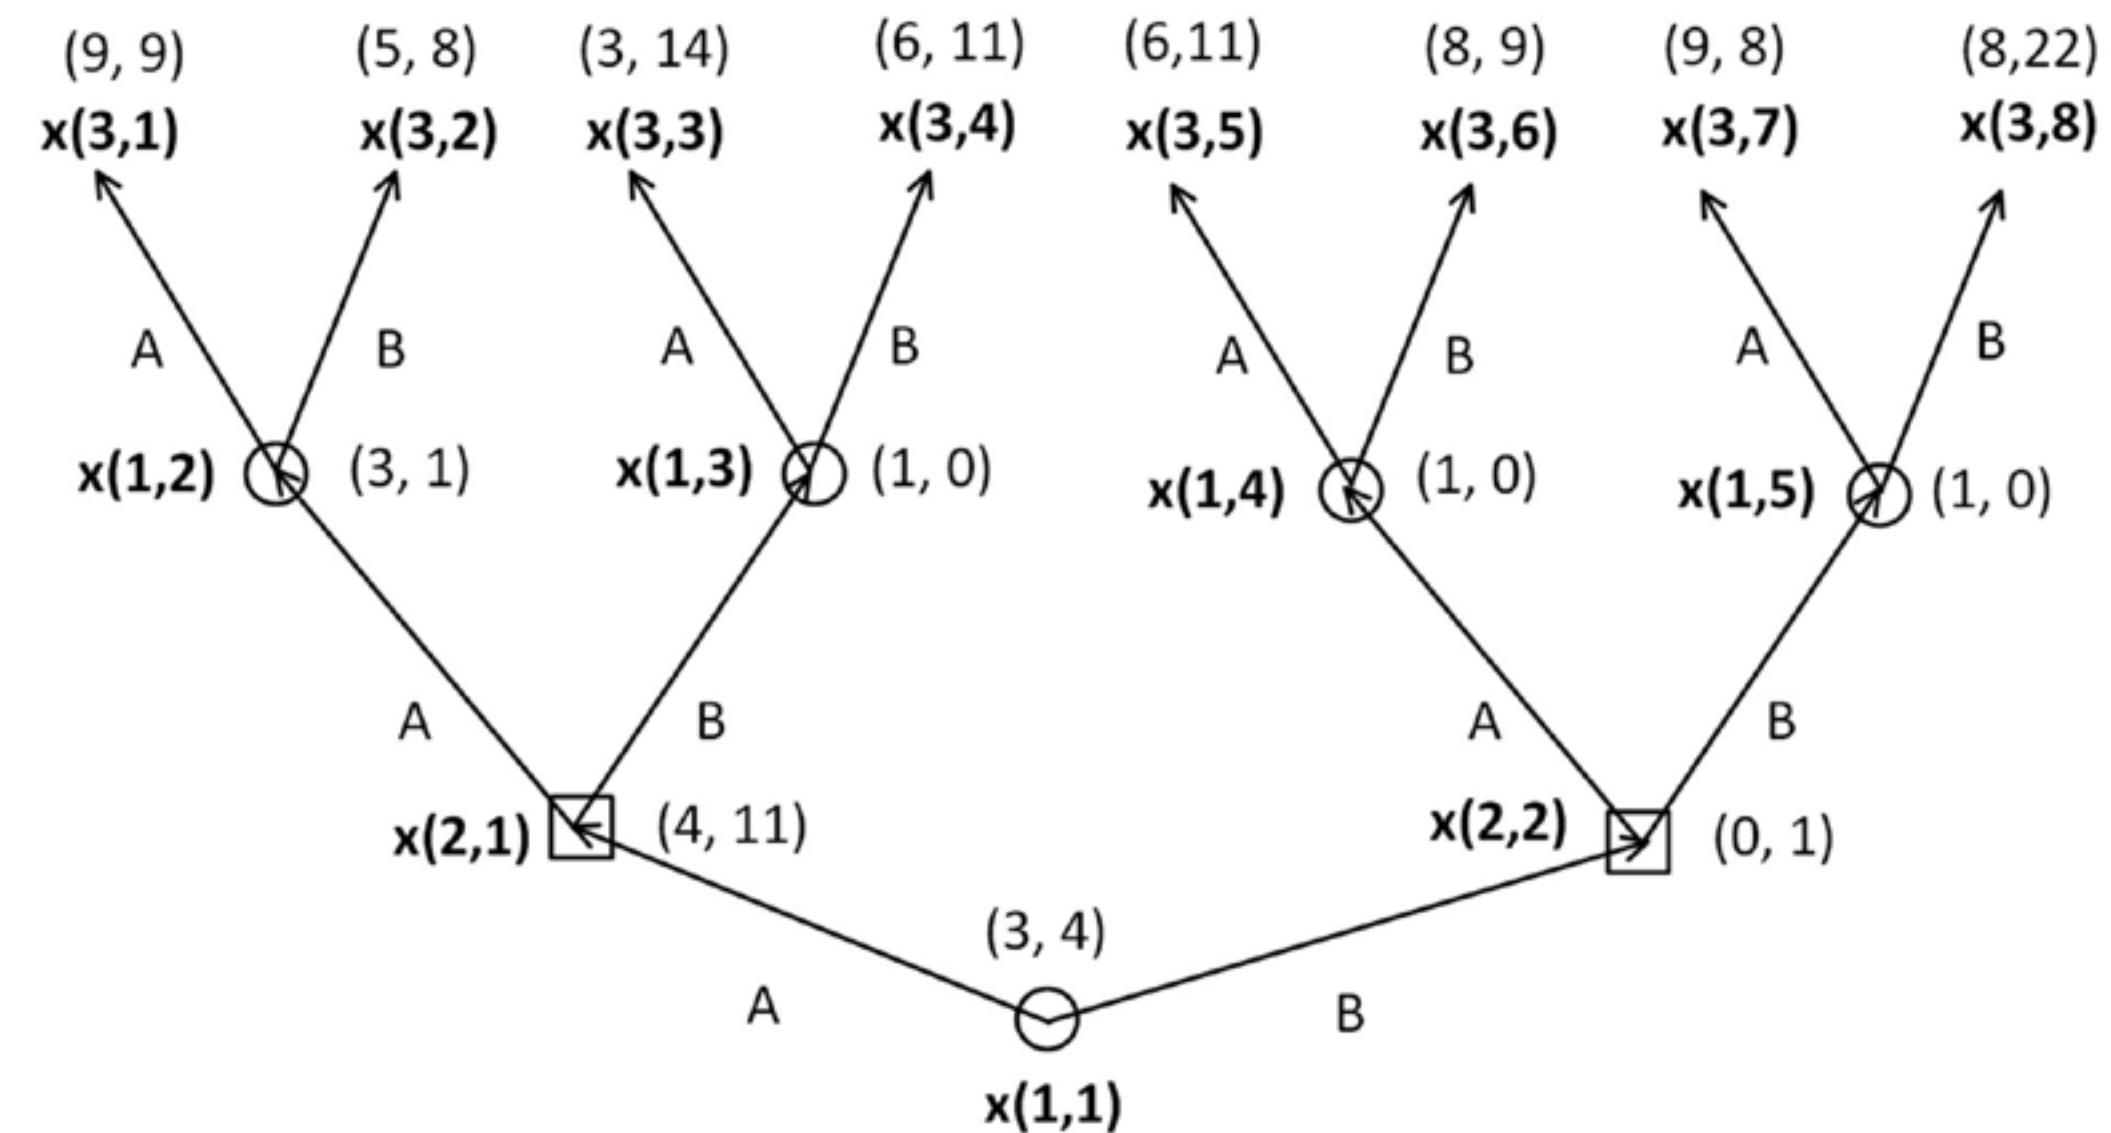 (9, 9) (5, 8) (3, 14) (6, 11) (6,11) (8, 9) (9, 8) (8,22)
x(3,1) x(3,2) x(3,3) x(3,4) x(3,5) x(3,6) x(3,7) x(3,8)
A B A B A B A B
x(1,2) (3, 1) x(1,3) (1, 0) x(1,4) (1, 0) x(1,5) (1, 0)
A B A B
x(2,1) (4, 11) x(2,2) (0, 1)
(3, 4)
A B
x(1,1)